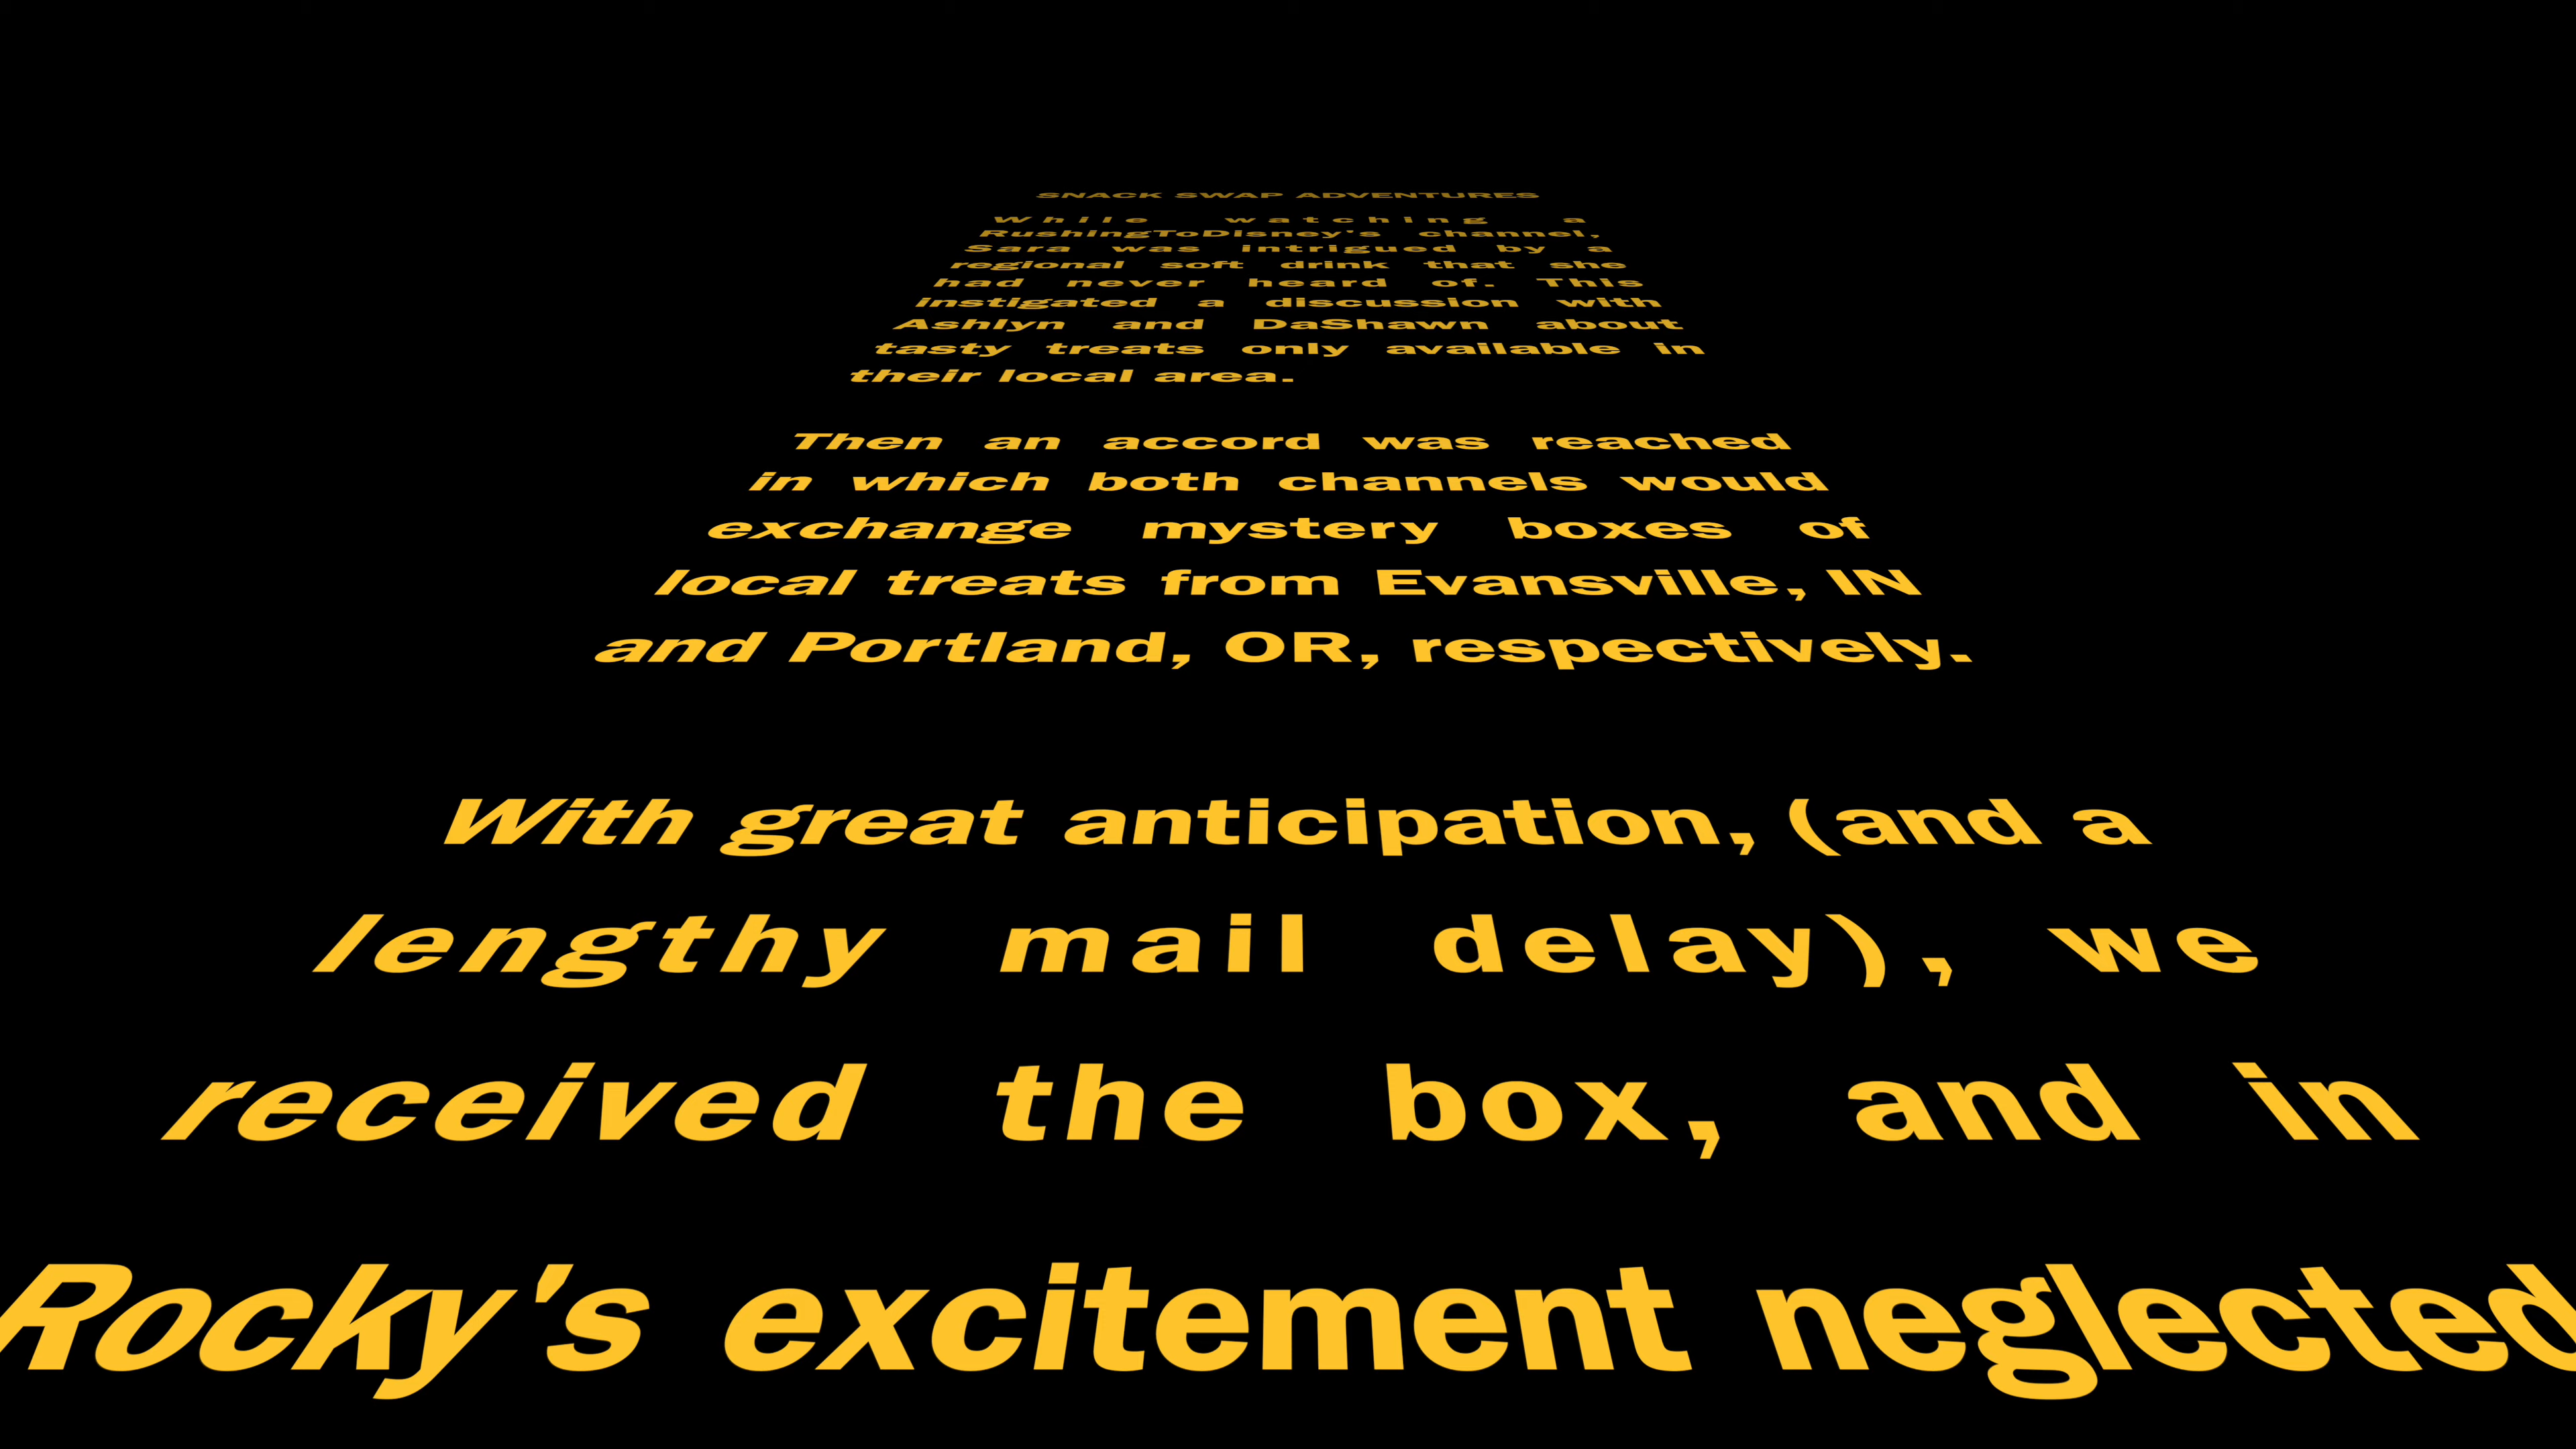 SNACK SWAP ADVENTURES
While watching a
RushingToDisney's channel,
Sara was intrigued by a
regional soft drink that she
had never heard of. This
instigated a discussion with
Ashlyn and DaShawn about
tasty treats only available in
their local area.
Then an accord was reached
in which both channels would
exchange mystery boxes of
local treats from Evansville, IN
and Portland, OR, respectively.
With great anticipation, (and a
lengthy mail delay), we
received the box, and in
Rocky's excitement neglected